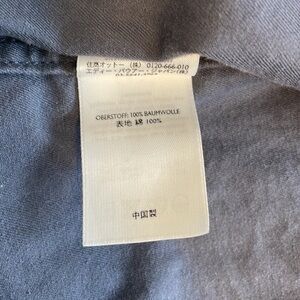 住商オットー (株) 0120-666-010
エディー・バウアー・ジャパン(株)
OBERSTOFF: 100% BAUMWOLLE
表地 綿 100%
中国製